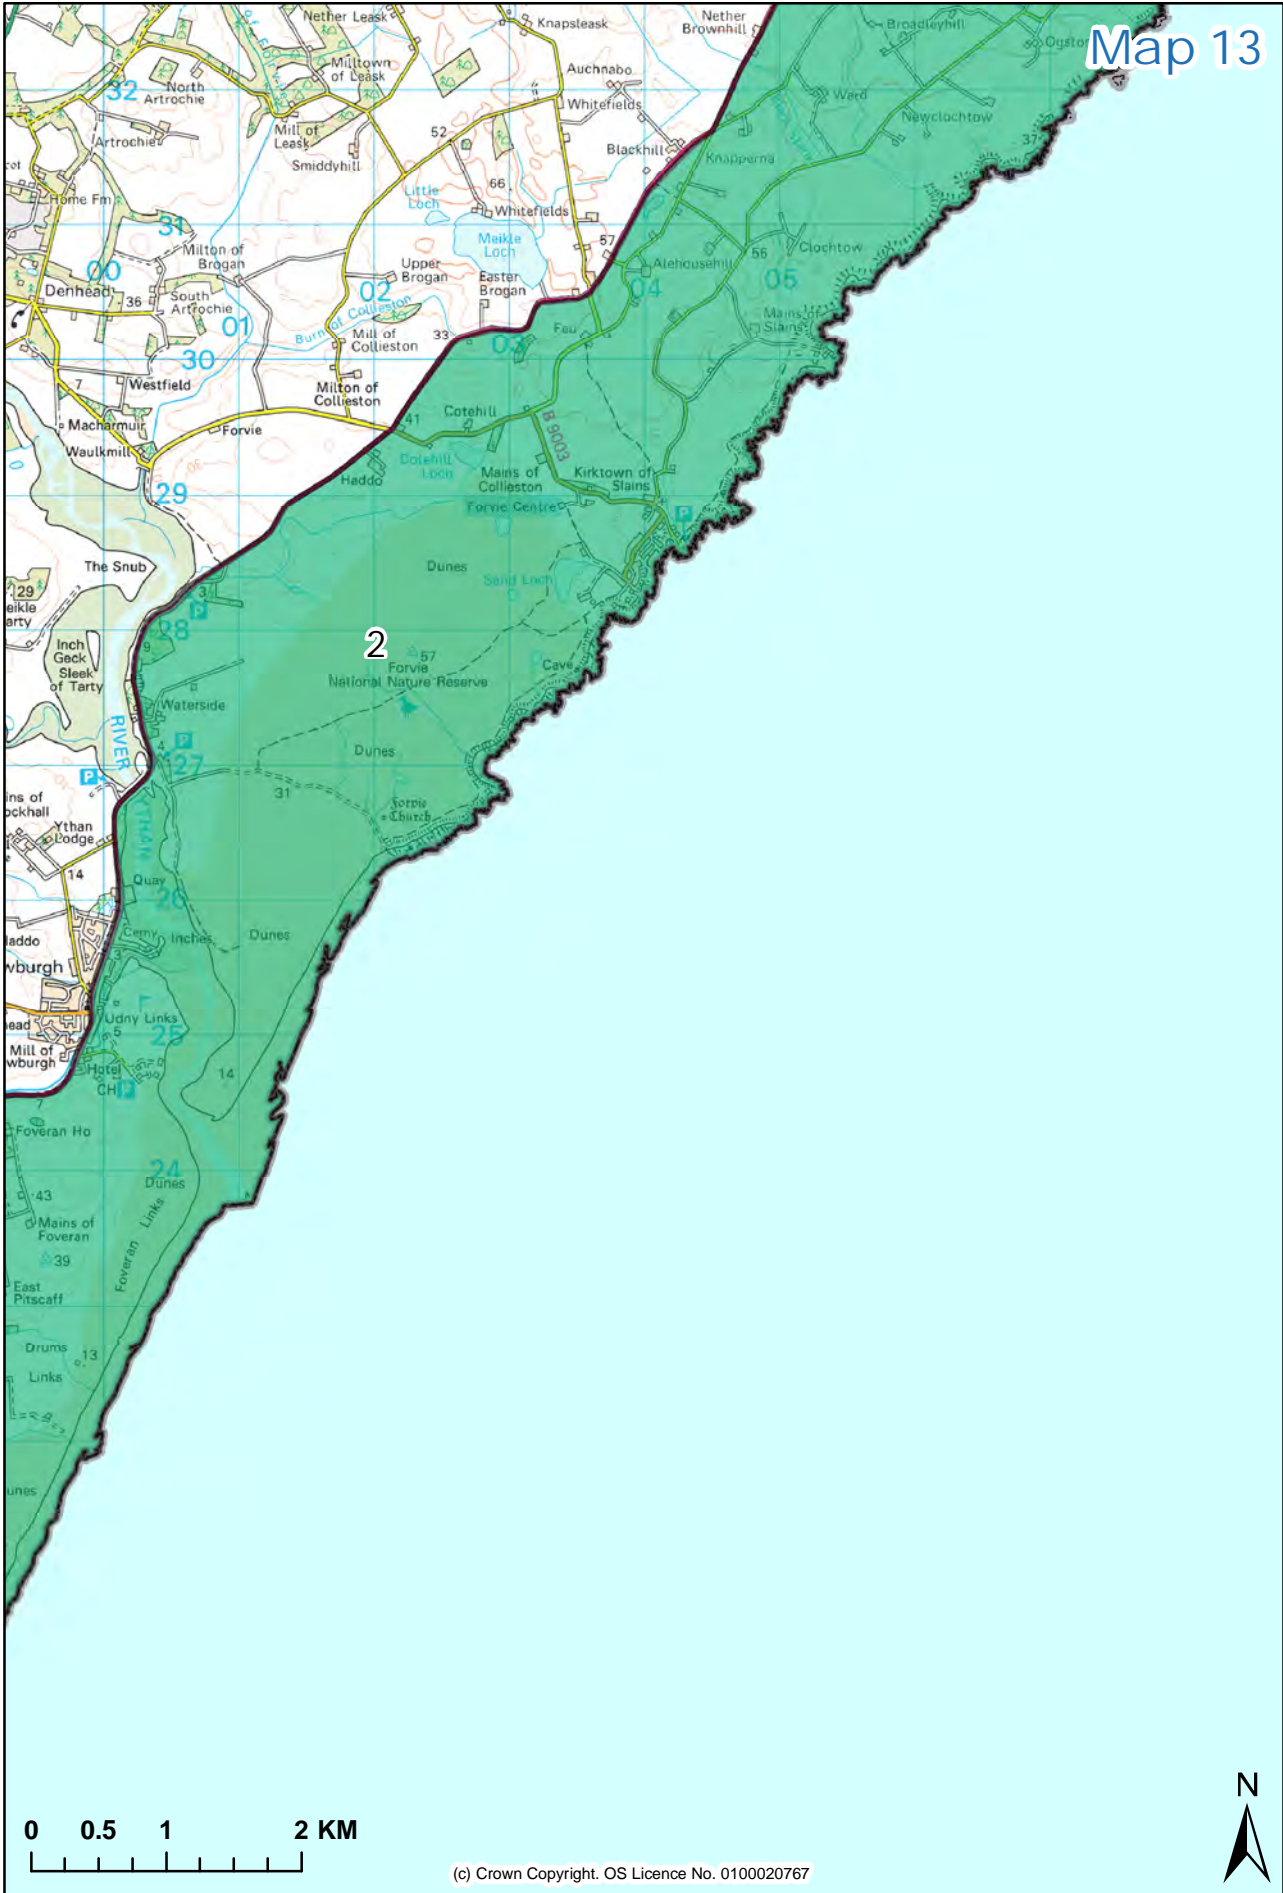 Map 13
Nether Leask
Knapsleask
Nether
Brownhill
Broadleyhill
Milltown
of Leask
Auchnabo
32
North
Artrochie
Whitefields
Ward
Newclochtow
Mill of
Leask
52
Artrochie
Smiddyhill
Blackhill
Knapperna
37
Little
Loch
66
Home Fm
Whitefields
31
Meikle
Loch
57
56
Clochtow
Milton of
Brogan
00
Upper
Brogan
Easter
Brogan
Alehousehill
05
Denhead
36
South
Artrochie
02
04
01
Burn of Collieston
Mains of
Slains
33
Mill of
Collieston
03
Feu
30
7
Westfield
Milton of
Collieston
Macharmuir
Forvie
41
Cotehill
B 9003
Waulkmill
Cotehill
Loch
Haddo
Mains of
Collieston
Kirktown of
Slains
29
Forvie Centre
P
The Snub
Dunes
Sand Loch
29
3
P
28
2
Inch
Geck
Sleek
of Tarty
9
57
Forvie
National Nature Reserve
Cave
Waterside
RIVER
4
P
27
Dunes
P
31
Forvie
Church
YTHAN
Ythan
Lodge
14
Quay
26
Cemy
Inches
Dunes
3
Udny Links
5
25
Mill of
Hotel
CH
P
14
7
Foveran Ho
24
Dunes
43
Foveran Links
Mains of
Foveran
39
East
Pitscaff
Drums
13
Links
N
0 0.5 1 2 KM
(c) Crown Copyright. OS Licence No. 0100020767